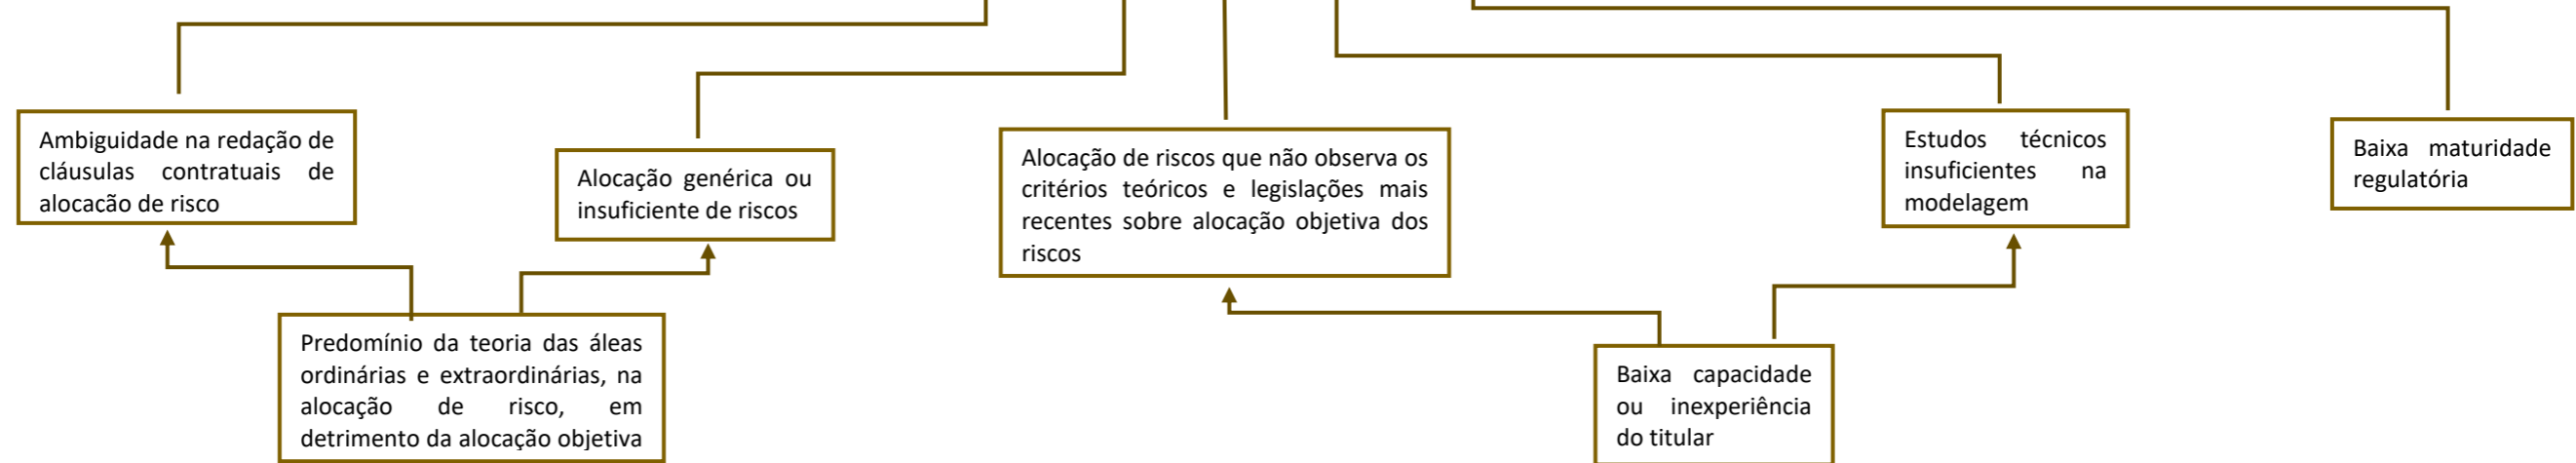 Ambiguidade na redação de
cláusulas contratuais de
alocação de risco
Alocação genérica ou
insuficiente de riscos
Alocação de riscos que não observa os
critérios teóricos e legislações mais
recentes sobre alocação objetiva dos
riscos
Estudos técnicos
insuficientes na
modelagem
Baixa maturidade
regulatória
Predomínio da teoria das áleas
ordinárias e extraordinárias, na
alocação de risco, em
detrimento da alocação objetiva
Baixa capacidade
ou inexperiência
do titular